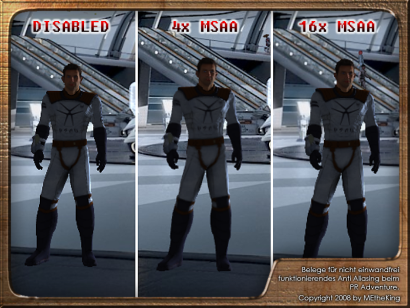 DISABLED
4x MSAA
16x MSAA
Belege für nicht einwandfrei
funktionierendes Anti Aliasing beim
PR Adventure.
Copyright 2008 by MEtheKing